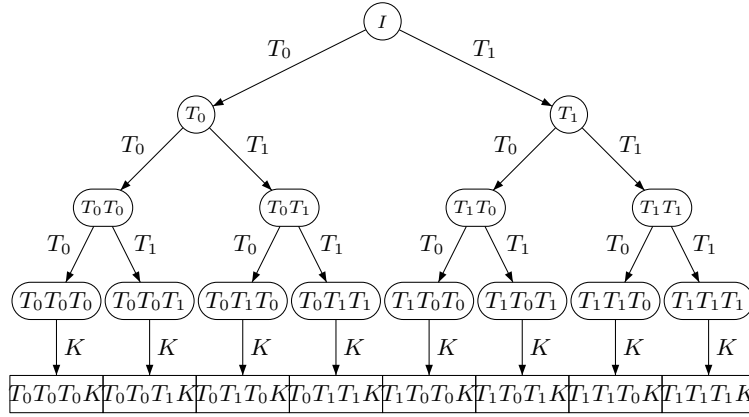 I
T₀ T₁
T₀ T₁
T₀ T₁ T₀ T₁
T₀T₀ T₀T₁ T₁T₀ T₁T₁
T₀ T₁ T₀ T₁ T₀ T₁ T₀ T₁
T₀T₀T₀ T₀T₀T₁ T₀T₁T₀ T₀T₁T₁ T₁T₀T₀ T₁T₀T₁ T₁T₁T₀ T₁T₁T₁
K K K K K K K K
T₀T₀T₀K T₀T₀T₁K T₀T₁T₀K T₀T₁T₁K T₁T₀T₀K T₁T₀T₁K T₁T₁T₀K T₁T₁T₁K